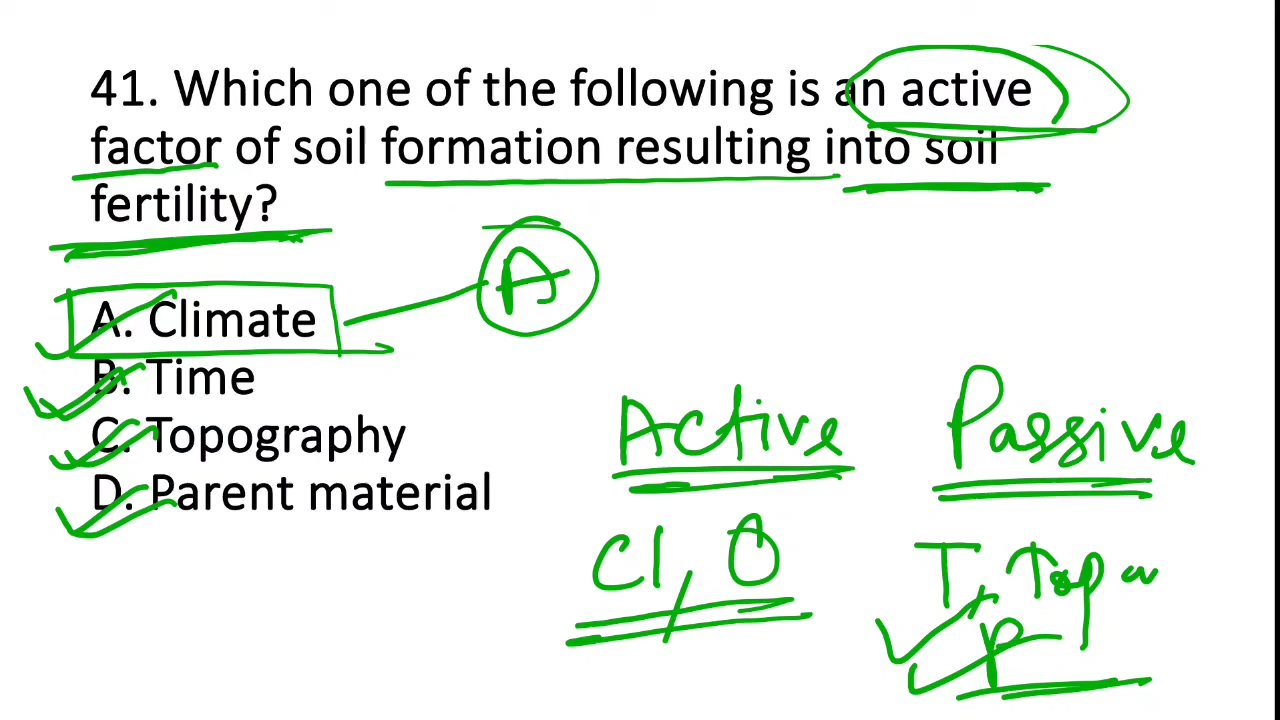 41. Which one of the following is an active
factor of soil formation resulting into soil
fertility?
A. Climate
A
B. Time
C. Topography
D. Parent material
Active Passive
Cl, O T, Top
P